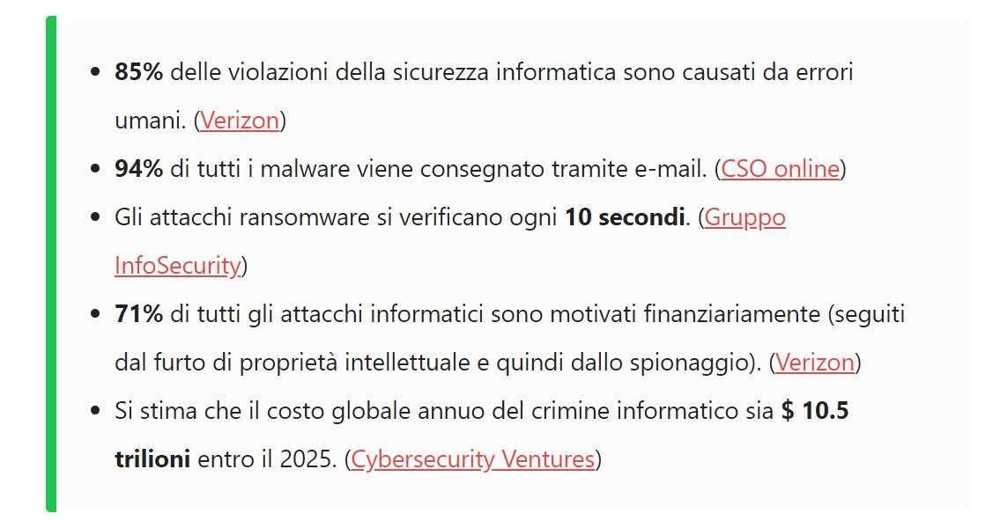 • 85% delle violazioni della sicurezza informatica sono causati da errori
umani. (Verizon)
• 94% di tutti i malware viene consegnato tramite e-mail. (CSO online)
• Gli attacchi ransomware si verificano ogni 10 secondi. (Gruppo
InfoSecurity)
• 71% di tutti gli attacchi informatici sono motivati finanziariamente (seguiti
dal furto di proprietà intellettuale e quindi dallo spionaggio). (Verizon)
• Si stima che il costo globale annuo del crimine informatico sia $ 10.5
trilioni entro il 2025. (Cybersecurity Ventures)